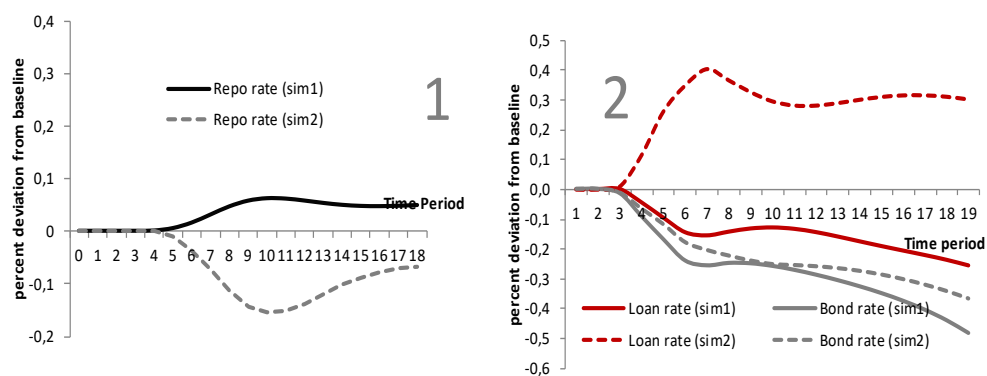 0,4
0,3
0,2
0,1
0
-0,1
-0,2
percent deviation from baseline
Repo rate (sim1)
Repo rate (sim2)
1
Time Period
0 1 2 3 4 5 6 7 8 9 10 11 12 13 14 15 16 17 18
0,5
0,4
0,3
0,2
0,1
0,0
-0,1
-0,2
-0,3
-0,4
-0,5
-0,6
percent deviation from baseline
2
1 2 3 4 5 6 7 8 9 10 11 12 13 14 15 16 17 18 19
Time period
Loan rate (sim1)
Bond rate (sim1)
Loan rate (sim2)
Bond rate (sim2)